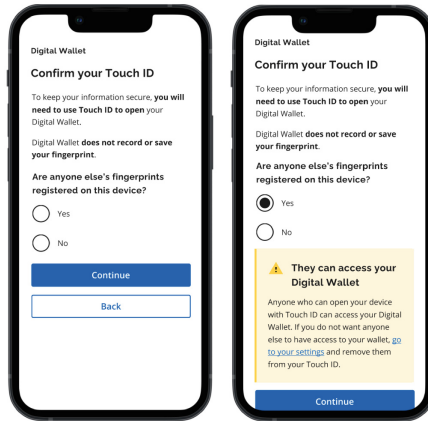 Digital Wallet
Confirm your Touch ID
To keep your information secure, you will
need to use Touch ID to open your
Digital Wallet.
Digital Wallet does not record or save
your fingerprint.
Are anyone else's fingerprints
registered on this device?
Yes
No
Continue
Back
Digital Wallet
Confirm your Touch ID
To keep your information secure, you will
need to use Touch ID to open your
Digital Wallet.
Digital Wallet does not record or save
your fingerprint.
Are anyone else's fingerprints
registered on this device?
Yes
No
They can access your
Digital Wallet
Anyone who can open your device
with Touch ID can access your Digital
Wallet. If you do not want anyone
else to have access to your wallet, go
to your settings and remove them
from your Touch ID.
Continue